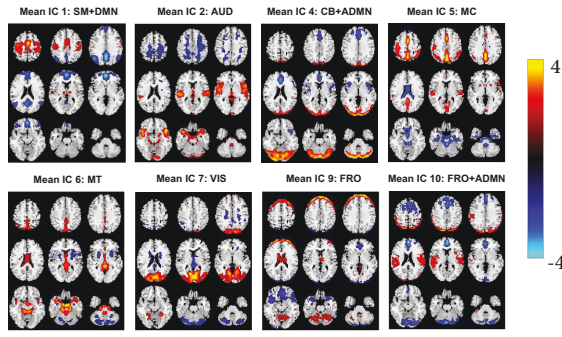 Mean IC 1: SM+DMN
Mean IC 2: AUD
Mean IC 4: CB+ADMN
Mean IC 5: MC
4
-4
Mean IC 6: MT
Mean IC 7: VIS
Mean IC 9: FRO
Mean IC 10: FRO+ADMN